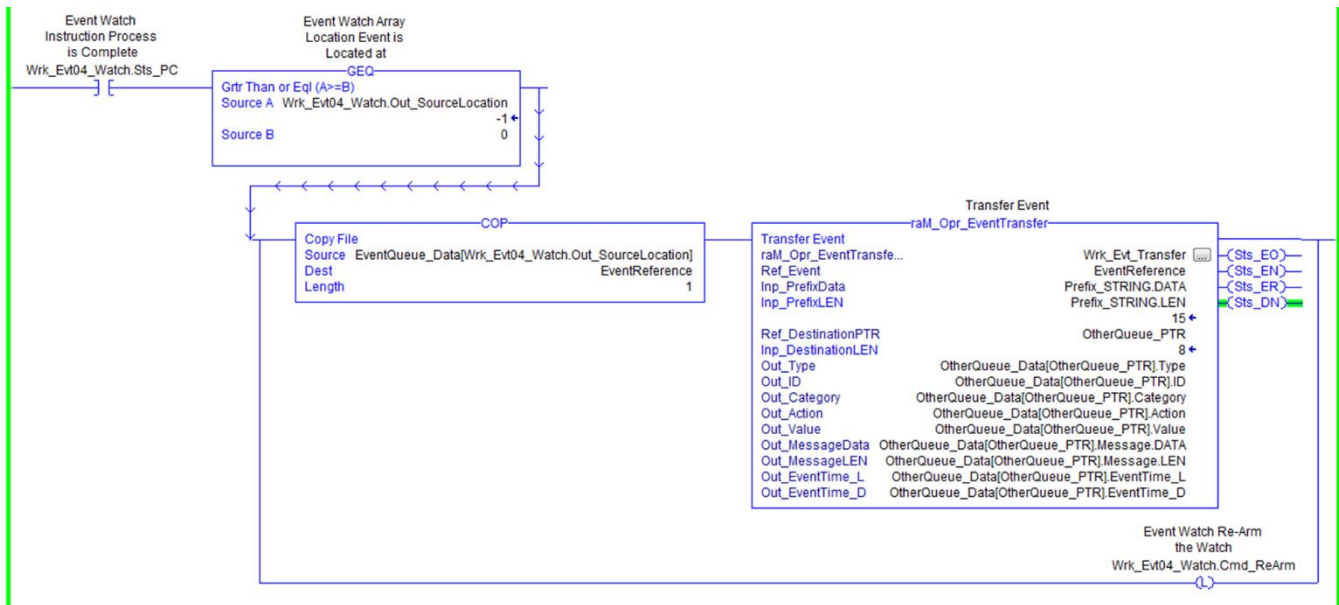 Event Watch
Instruction Process
is Complete
Wrk_Evt04_Watch.Sts_PC
Event Watch Array
Location Event is
Located at
GEQ
Grtr Than or Eql (A>=B)
Source A Wrk_Evt04_Watch.Out_SourceLocation
-1
Source B 0
COP
Copy File
Source EventQueue_Data[Wrk_Evt04_Watch.Out_SourceLocation]
Dest EventReference
Length 1
Transfer Event
raM_Opr_EventTransfer
Transfer Event
raM_Opr_EventTransfe... Wrk_Evt_Transfer ...
Ref_Event EventReference
Inp_PrefixData Prefix_STRING.DATA
Inp_PrefixLEN Prefix_STRING.LEN
15
Ref_DestinationPTR OtherQueue_PTR
Inp_DestinationLEN 8
Out_Type OtherQueue_Data[OtherQueue_PTR].Type
Out_ID OtherQueue_Data[OtherQueue_PTR].ID
Out_Category OtherQueue_Data[OtherQueue_PTR].Category
Out_Action OtherQueue_Data[OtherQueue_PTR].Action
Out_Value OtherQueue_Data[OtherQueue_PTR].Value
Out_MessageData OtherQueue_Data[OtherQueue_PTR].Message.DATA
Out_MessageLEN OtherQueue_Data[OtherQueue_PTR].Message.LEN
Out_EventTime_L OtherQueue_Data[OtherQueue_PTR].EventTime_L
Out_EventTime_D OtherQueue_Data[OtherQueue_PTR].EventTime_D
(Sts_EO)
(Sts_EN)
(Sts_ER)
(Sts_DN)
Event Watch Re-Arm
the Watch
Wrk_Evt04_Watch.Cmd_ReArm
(L)